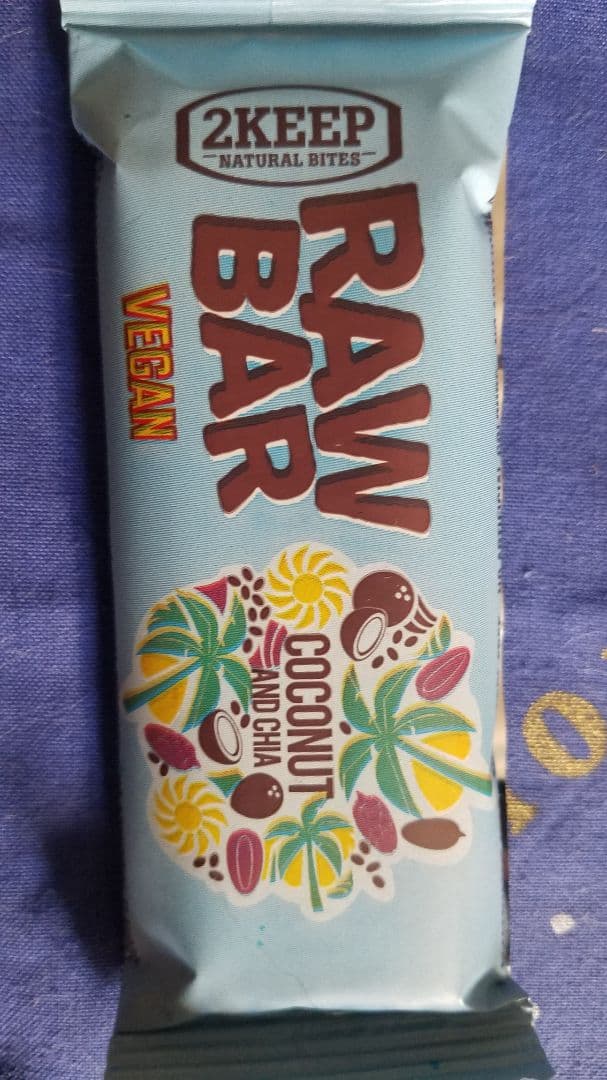 2KEEP
NATURAL BITES
RAW
BAR
VEGAN
COCONUT
AND CHIA